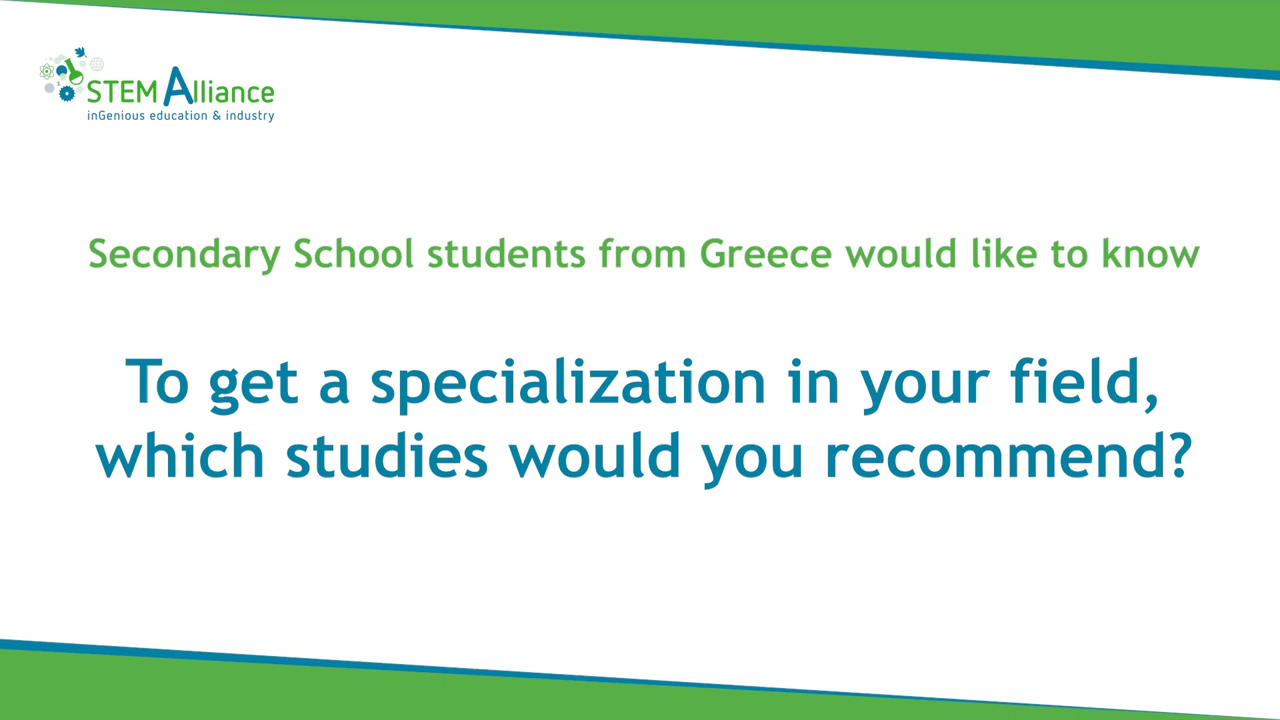 STEM Alliance
inGenious education & industry
Secondary School students from Greece would like to know
To get a specialization in your field,
which studies would you recommend?